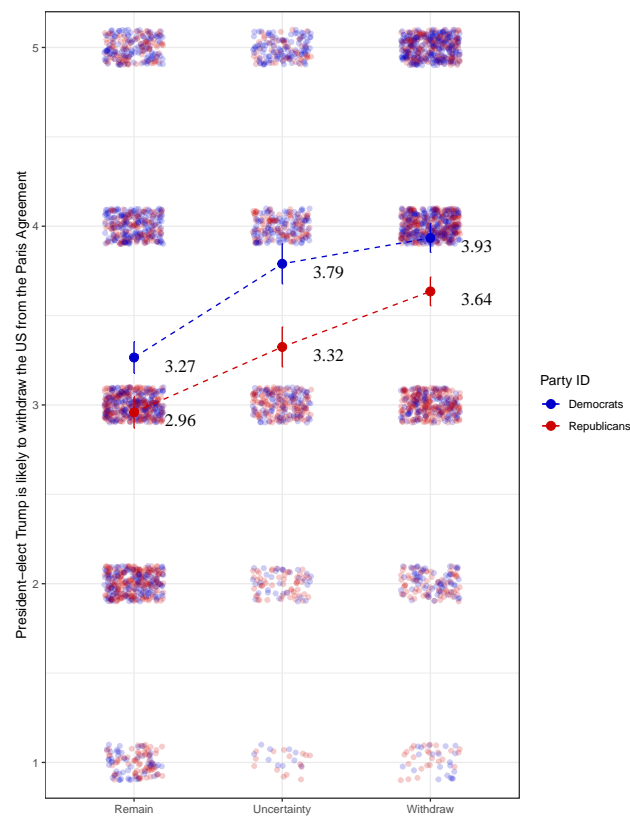 President−elect Trump is likely to withdraw the US from the Paris Agreement
5
4
3
2
1
3.93
3.79
3.64
3.27
3.32
2.96
Remain Uncertainty Withdraw
Party ID
Democrats
Republicans